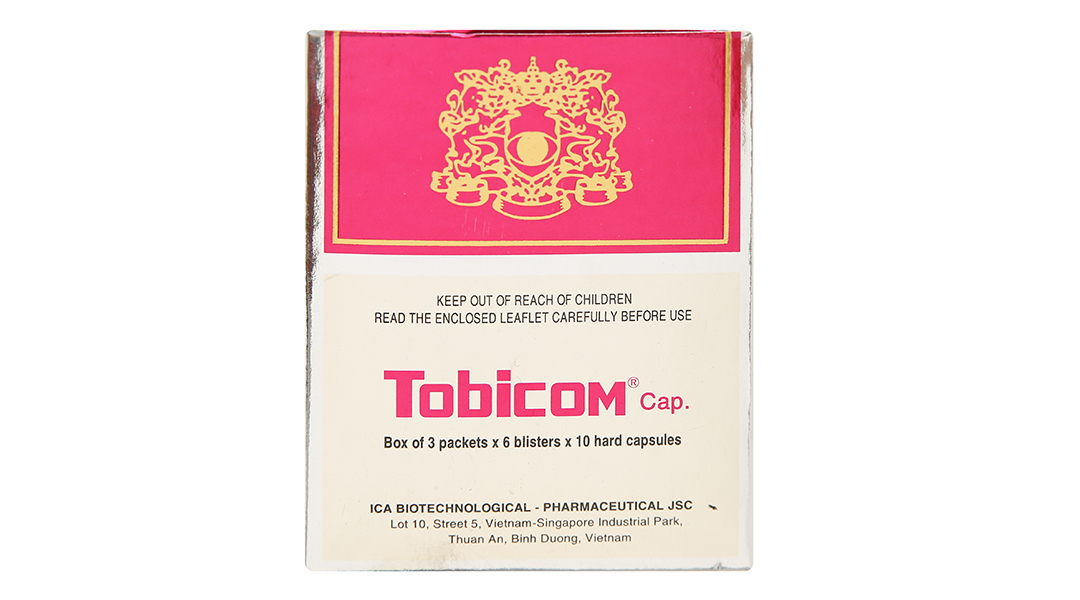 KEEP OUT OF REACH OF CHILDREN
READ THE ENCLOSED LEAFLET CAREFULLY BEFORE USE
TOBICOM® Cap.
Box of 3 packets x 6 blisters x 10 hard capsules
ICA BIOTECHNOLOGICAL - PHARMACEUTICAL JSC
Lot 10, Street 5, Vietnam-Singapore Industrial Park,
Thuan An, Binh Duong, Vietnam